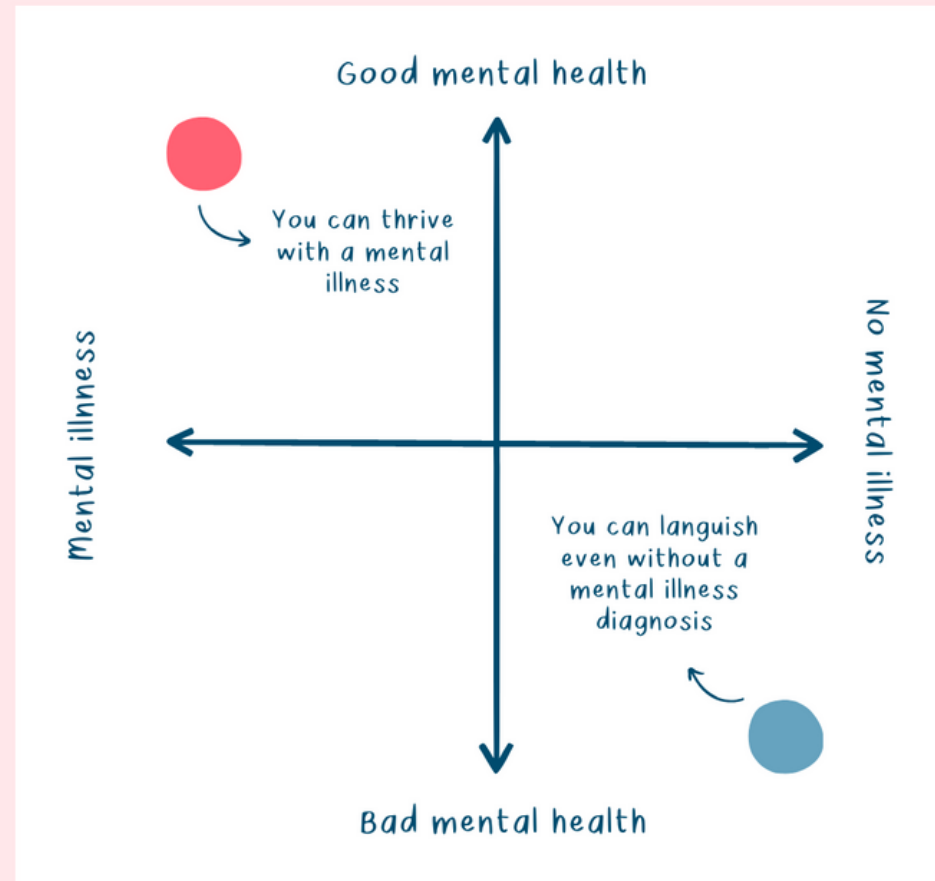 Good mental health
You can thrive
with a mental
illness
Mental illnness
No mental illness
You can languish
even without a
mental illness
diagnosis
Bad mental health